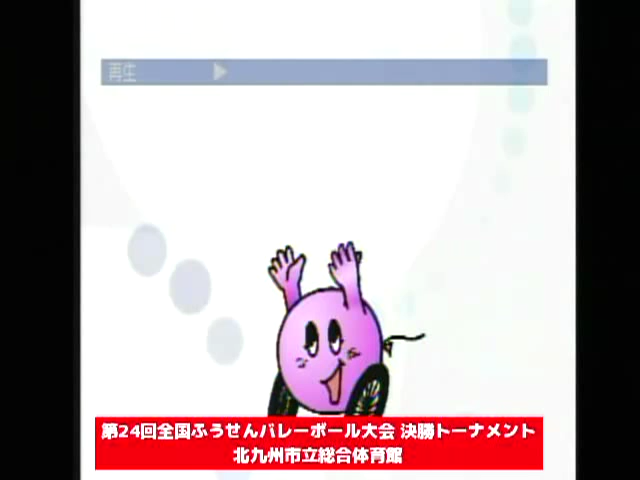 再生 ▶
第24回全国ふうせんバレーボール大会 決勝トーナメント
北九州市立総合体育館